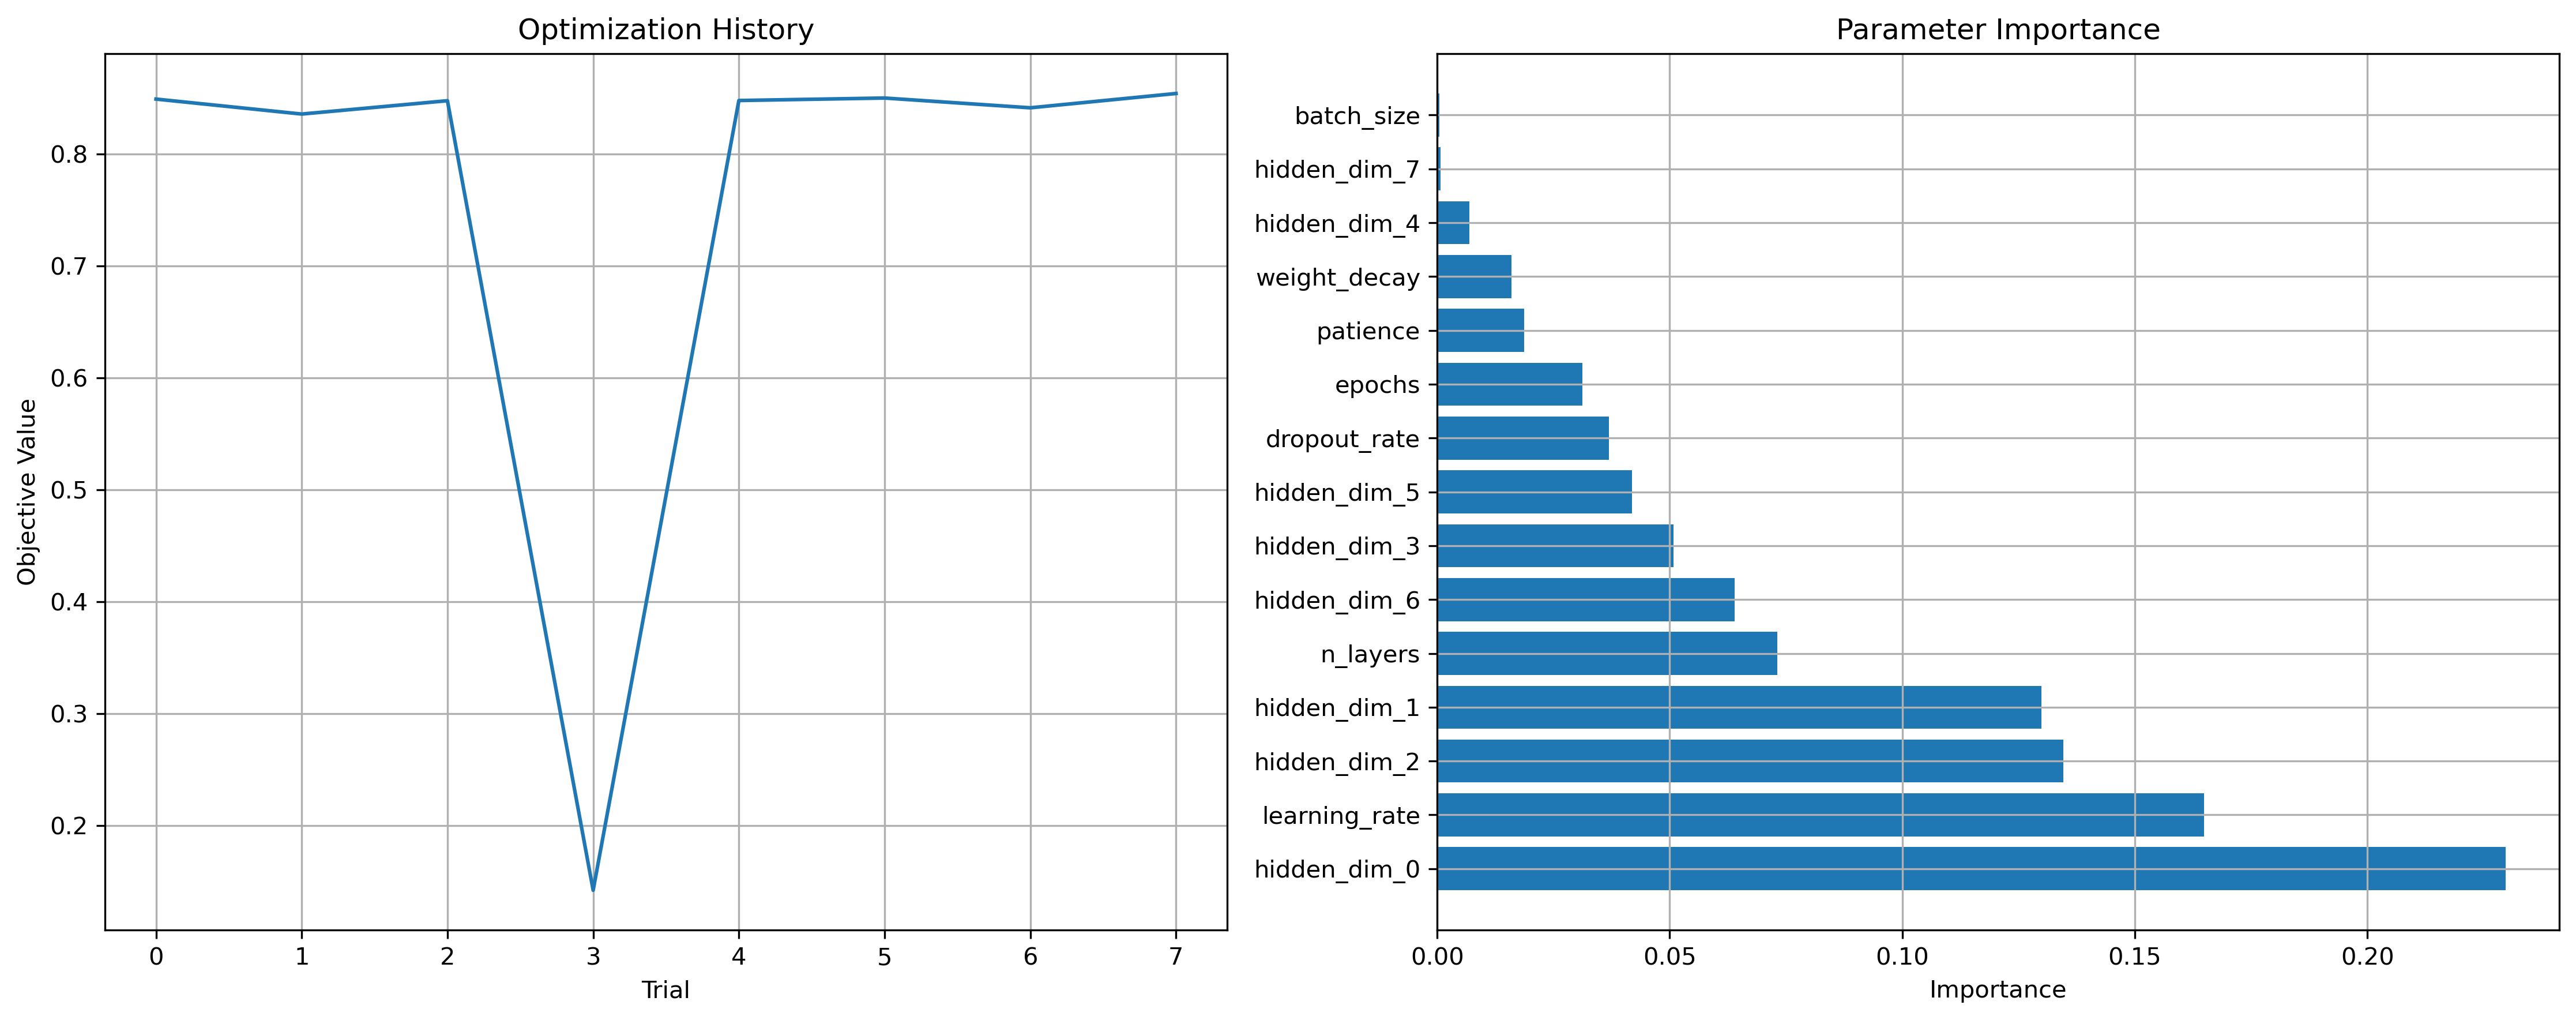 Optimization History
Objective Value
0.8
0.7
0.6
0.5
0.4
0.3
0.2
0 1 2 3 4 5 6 7
Trial
Parameter Importance
batch_size
hidden_dim_7
hidden_dim_4
weight_decay
patience
epochs
dropout_rate
hidden_dim_5
hidden_dim_3
hidden_dim_6
n_layers
hidden_dim_1
hidden_dim_2
learning_rate
hidden_dim_0
0.00 0.05 0.10 0.15 0.20
Importance